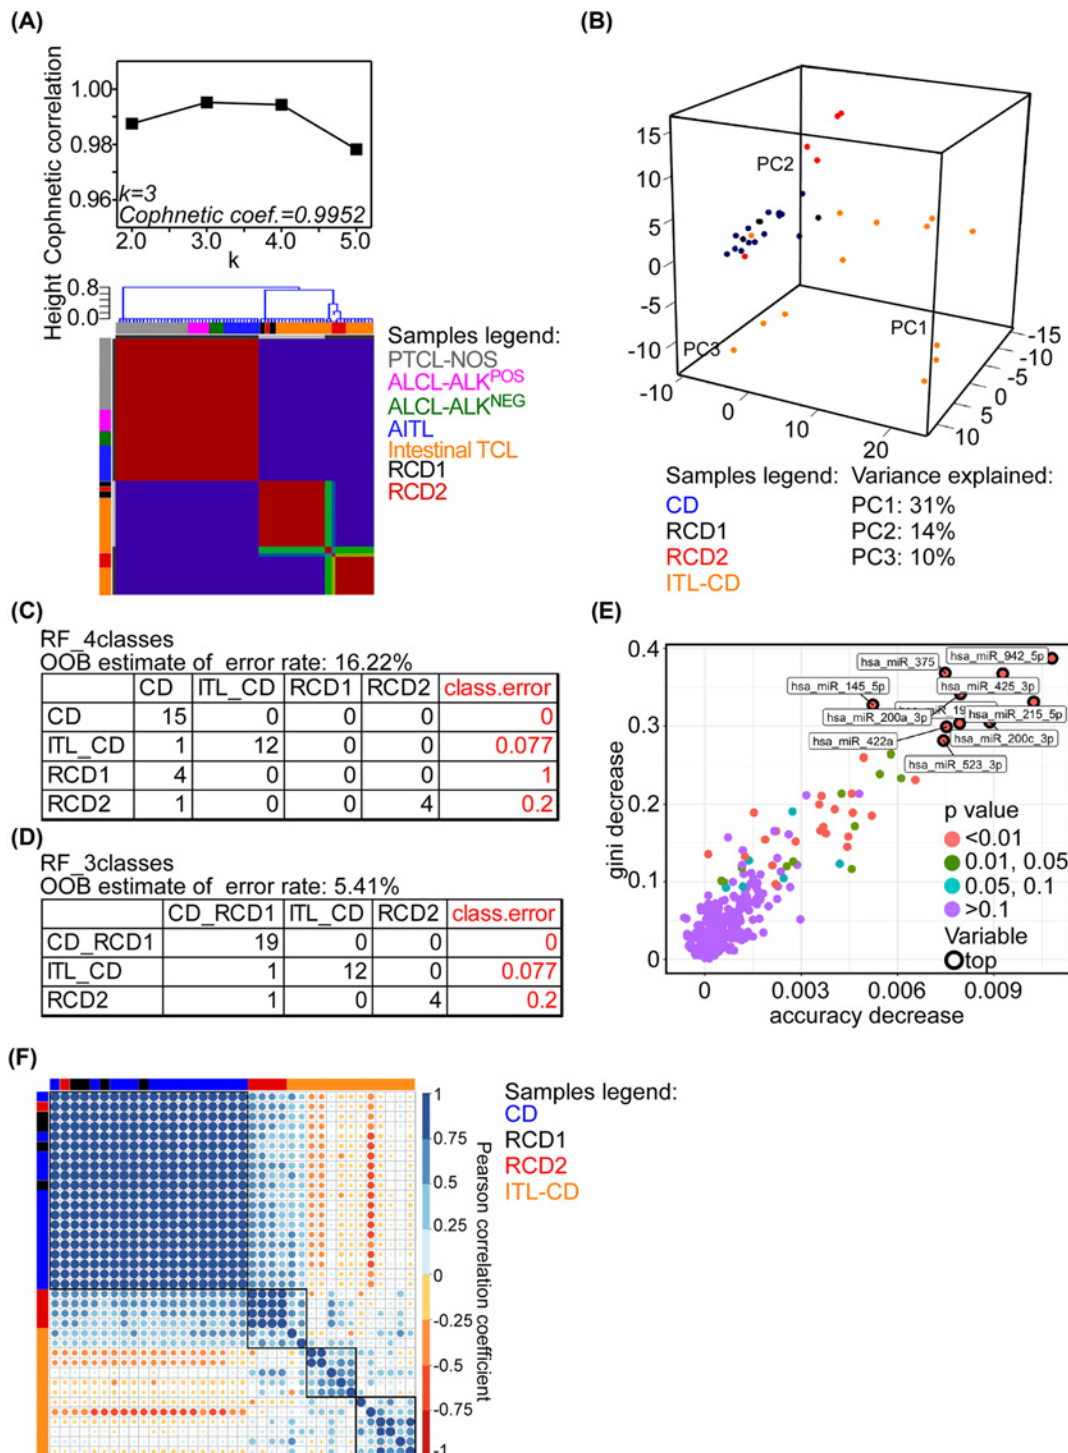 (A)
Height Cophnetic correlation
1.00
0.98
0.96
k=3
Cophnetic coef.=0.9952
2.0 3.0 4.0 5.0
k
0.8
0.0
Samples legend:
PTCL-NOS
ALCL-ALKPOS
ALCL-ALKNEG
AITL
Intestinal TCL
RCD1
RCD2
(B)
15
10
5
0
-5
-10
PC2
PC1
PC3
-10 0 10 20
-15
-10
-5
0
5
10
Samples legend:
CD
RCD1
RCD2
ITL-CD
Variance explained:
PC1: 31%
PC2: 14%
PC3: 10%
(C)
RF_4classes
OOB estimate of error rate: 16.22%
CD ITL_CD RCD1 RCD2 class.error
CD 15 0 0 0 0
ITL_CD 1 12 0 0 0.077
RCD1 4 0 0 0 1
RCD2 1 0 0 4 0.2
(D)
RF_3classes
OOB estimate of error rate: 5.41%
CD_RCD1 ITL_CD RCD2 class.error
CD_RCD1 19 0 0 0
ITL_CD 1 12 0 0.077
RCD2 1 0 4 0.2
(E)
gini decrease
0.4
0.3
0.2
0.1
0
hsa_miR_375
hsa_miR_942_5p
hsa_miR_145_5p
hsa_miR_425_3p
hsa_miR_200a_3p
hsa_miR_19
hsa_miR_215_5p
hsa_miR_422a
hsa_miR_200c_3p
hsa_miR_523_3p
p value
<0.01
0.01, 0.05
0.05, 0.1
>0.1
Variable
top
0 0.003 0.006 0.009
accuracy decrease
(F)
1
0.75
0.5
0.25
0
-0.25
-0.5
-0.75
-1
Pearson correlation coefficient
Samples legend:
CD
RCD1
RCD2
ITL-CD